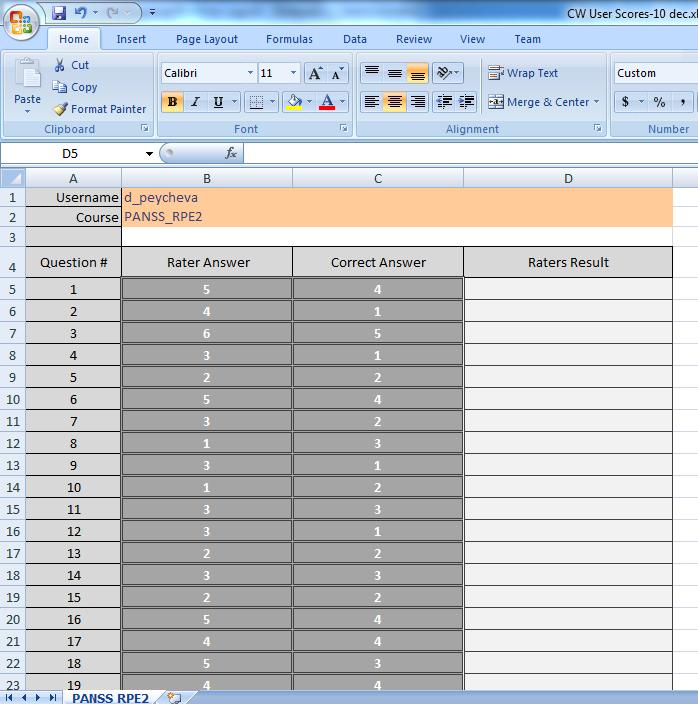 CW User Scores-10 dec.xl
Home Insert Page Layout Formulas Data Review View Team
Paste
Cut
Copy
Format Painter
Clipboard
Calibri 11 A A
B I U A
Font
Wrap Text
Merge & Center
Alignment
Custom
$ % ,
Number
D5 fx
A B C D
1 Username d_peycheva
2 Course PANSS_RPE2
3
4 Question # Rater Answer Correct Answer Raters Result
5 1 5 4
6 2 4 1
7 3 6 5
8 4 3 1
9 5 2 2
10 6 5 4
11 7 3 2
12 8 1 3
13 9 3 1
14 10 1 2
15 11 3 3
16 12 3 1
17 13 2 2
18 14 3 3
19 15 2 2
20 16 5 4
21 17 4 4
22 18 5 3
23 19 4 4
PANSS RPE2